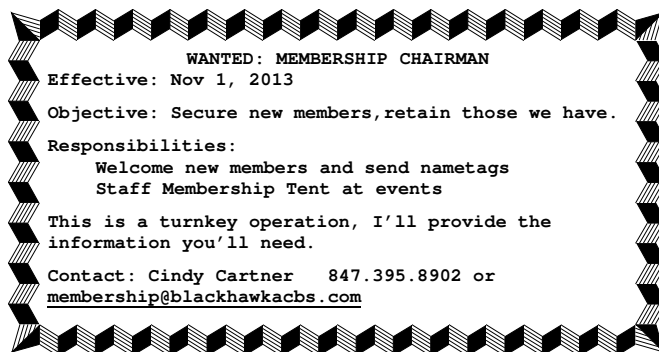 WANTED: MEMBERSHIP CHAIRMAN
Effective: Nov 1, 2013
Objective: Secure new members,retain those we have.
Responsibilities:
Welcome new members and send nametags
Staff Membership Tent at events
This is a turnkey operation, I’ll provide the
information you’ll need.
Contact: Cindy Cartner 847.395.8902 or
membership@blackhawkacbs.com